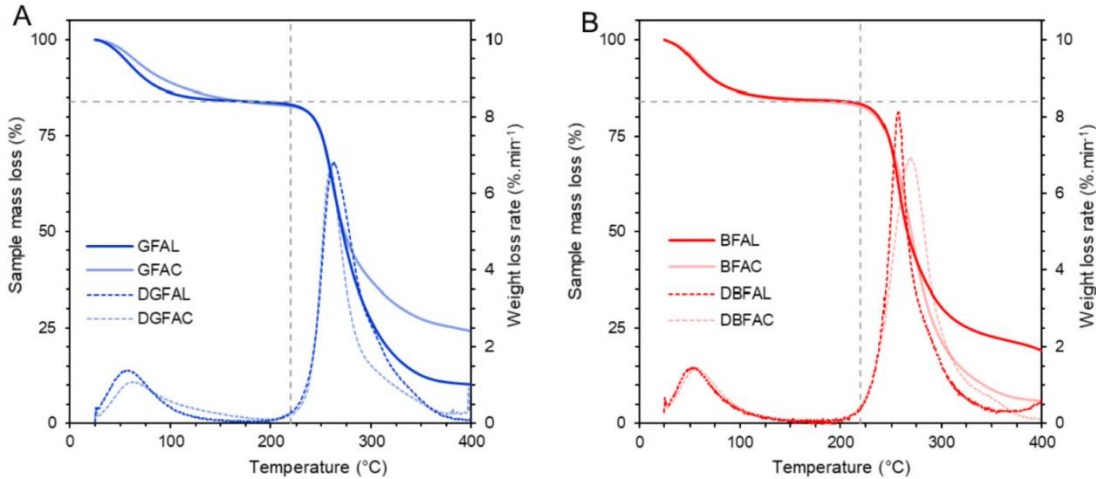 A
Sample mass loss (%)
100
75
50
25
0
0
100
200
300
400
Temperature (°C)
10
8
6
4
2
0
Weight loss rate (%.min⁻¹)
GFAL
GFAC
DGFAL
DGFAC
B
Sample mass loss (%)
100
75
50
25
0
0
100
200
300
400
Temperature (°C)
10
8
6
4
2
0
Weight loss rate (%.min⁻¹)
BFAL
BFAC
DBFAL
DBFAC